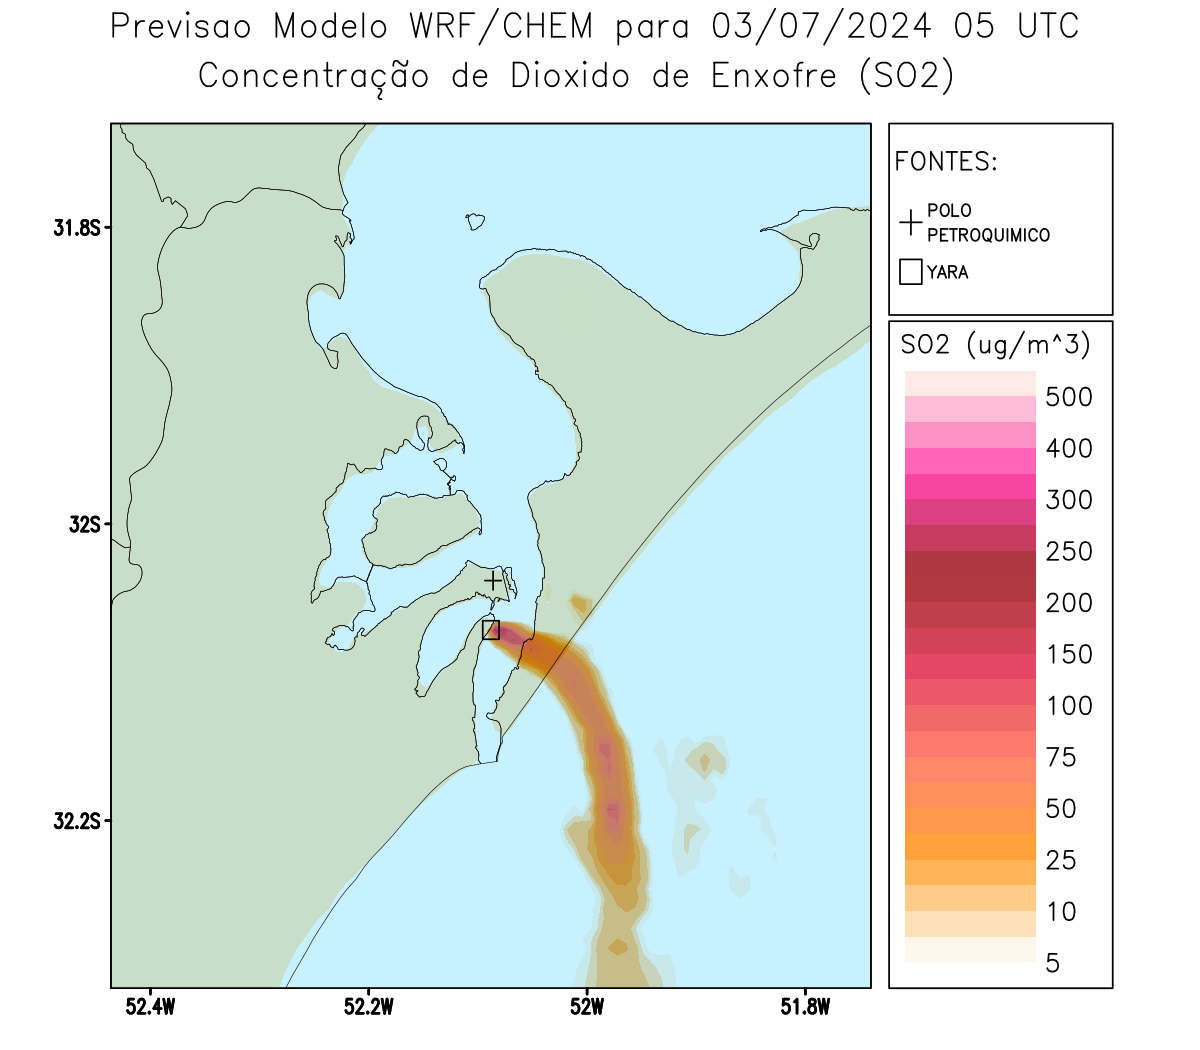 Previsao Modelo WRF/CHEM para 03/07/2024 05 UTC
Concentração de Dioxido de Enxofre (SO2)
FONTES:
POLO
PETROQUIMICO
YARA
SO2 (ug/m^3)
500
400
300
250
200
150
100
75
50
25
10
5
31.8S
32S
32.2S
52.4W
52.2W
52W
51.8W